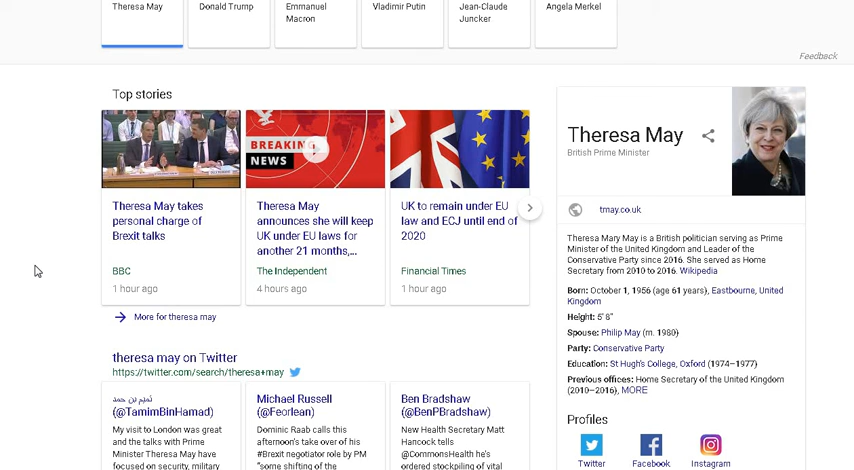 Theresa May
Donald Trump
Emmanuel
Macron
Vladimir Putin
Jean-Claude
Juncker
Angela Merkel
Feedback
Top stories
BREAKING
NEWS
Theresa May takes
personal charge of
Brexit talks
BBC
1 hour ago
Theresa May
announces she will keep
UK under EU laws for
another 21 months,...
The Independent
4 hours ago
UK to remain under EU
law and ECJ until end of
2020
Financial Times
1 hour ago
More for theresa may
theresa may on Twitter
https://twitter.com/search/theresa+may
تميم بن حمد
(@TamimBinHamad)
My visit to London was great
and the talks with Prime
Minister Theresa May have
focused on security, military
Michael Russell
(@Feorlean)
Dominic Raab calls this
afternoon's take over of his
#Brexit negotiator role by PM
"some shifting of the
Ben Bradshaw
(@BenPBradshaw)
New Health Secretary Matt
Hancock tells
@CommonsHealth he's
ordered stockpiling of vital
Theresa May
British Prime Minister
tmay.co.uk
Theresa Mary May is a British politician serving as Prime
Minister of the United Kingdom and Leader of the
Conservative Party since 2016. She served as Home
Secretary from 2010 to 2016. Wikipedia
Born: October 1, 1956 (age 61 years), Eastbourne, United
Kingdom
Height: 5' 8"
Spouse: Philip May (m. 1980)
Party: Conservative Party
Education: St Hugh's College, Oxford (1974–1977)
Previous offices: Home Secretary of the United Kingdom
(2010–2016), MORE
Profiles
Twitter
Facebook
Instagram